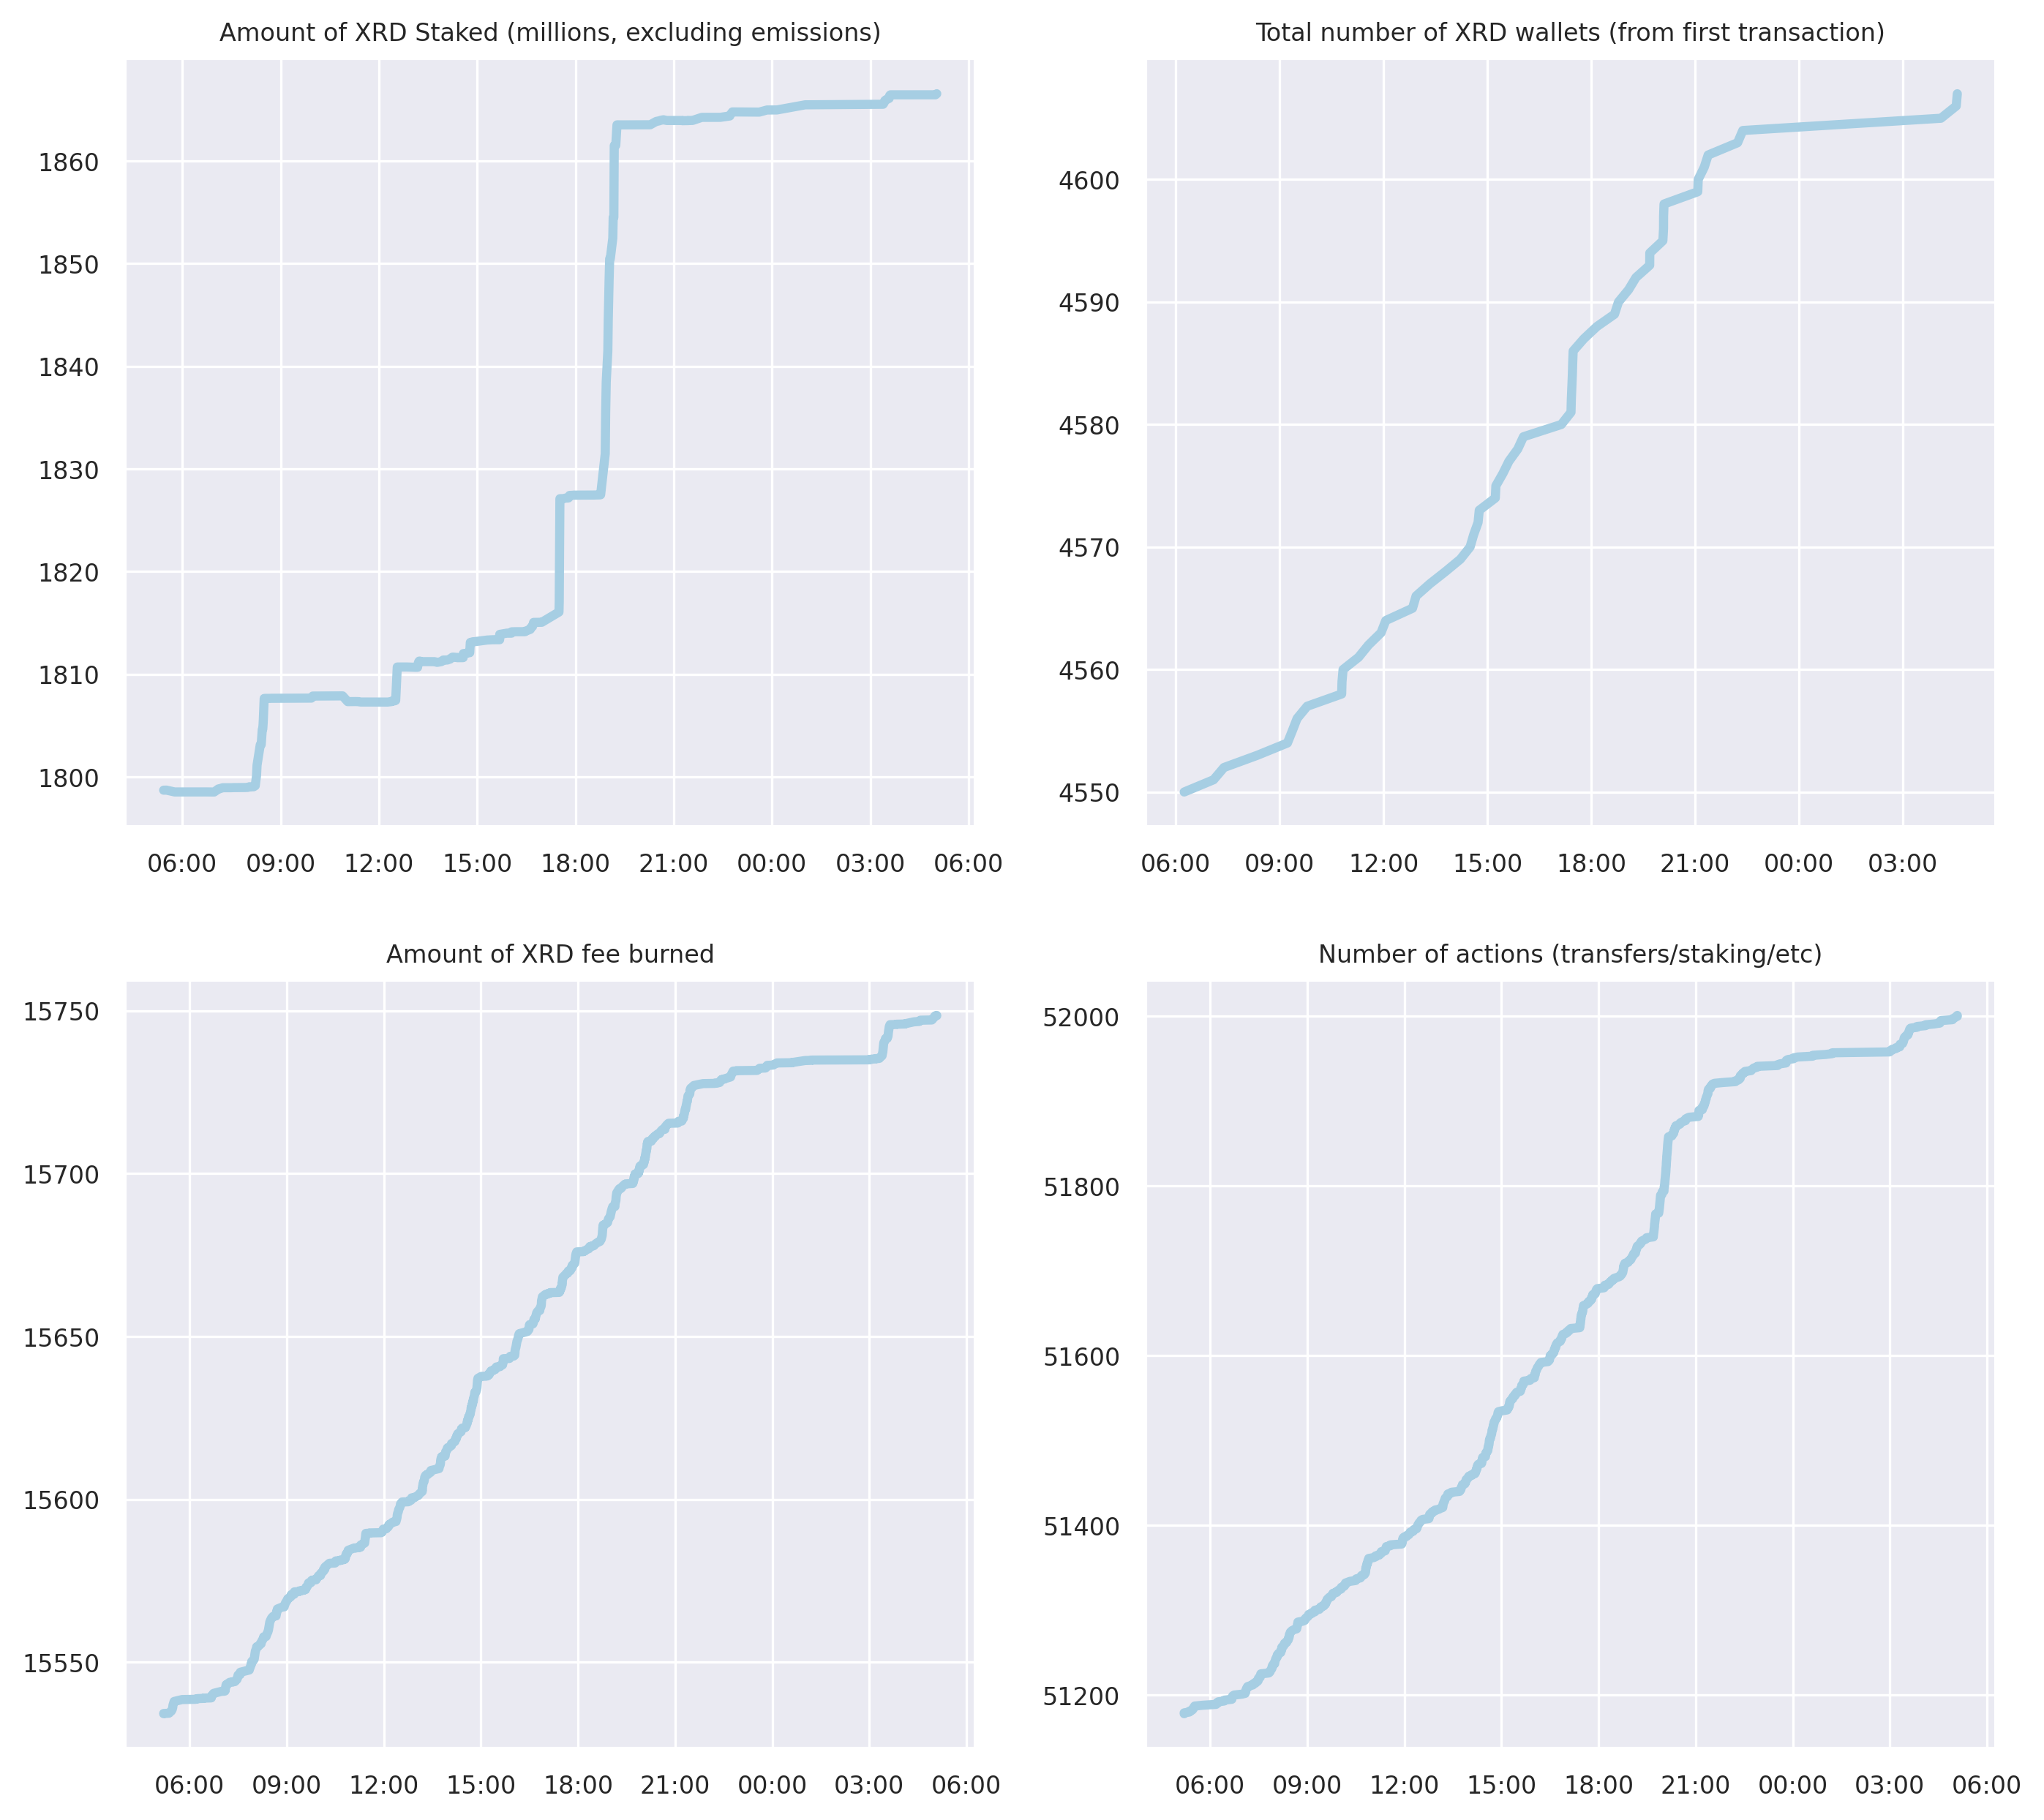 Amount of XRD Staked (millions, excluding emissions)
1860
1850
1840
1830
1820
1810
1800
06:00 09:00 12:00 15:00 18:00 21:00 00:00 03:00 06:00
Total number of XRD wallets (from first transaction)
4600
4590
4580
4570
4560
4550
06:00 09:00 12:00 15:00 18:00 21:00 00:00 03:00
Amount of XRD fee burned
15750
15700
15650
15600
15550
06:00 09:00 12:00 15:00 18:00 21:00 00:00 03:00 06:00
Number of actions (transfers/staking/etc)
52000
51800
51600
51400
51200
06:00 09:00 12:00 15:00 18:00 21:00 00:00 03:00 06:00